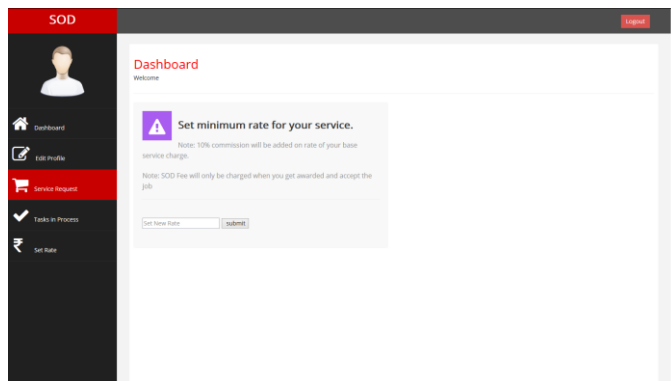 SOD
Logout
Dashboard
Welcome
Dashboard
Edit Profile
Service Request
Tasks in Process
Set Rate
Set minimum rate for your service.
Note: 10% commission will be added on rate of your base
service charge.
Note: SOD Fee will only be charged when you get awarded and accept the
job
Set New Rate
submit